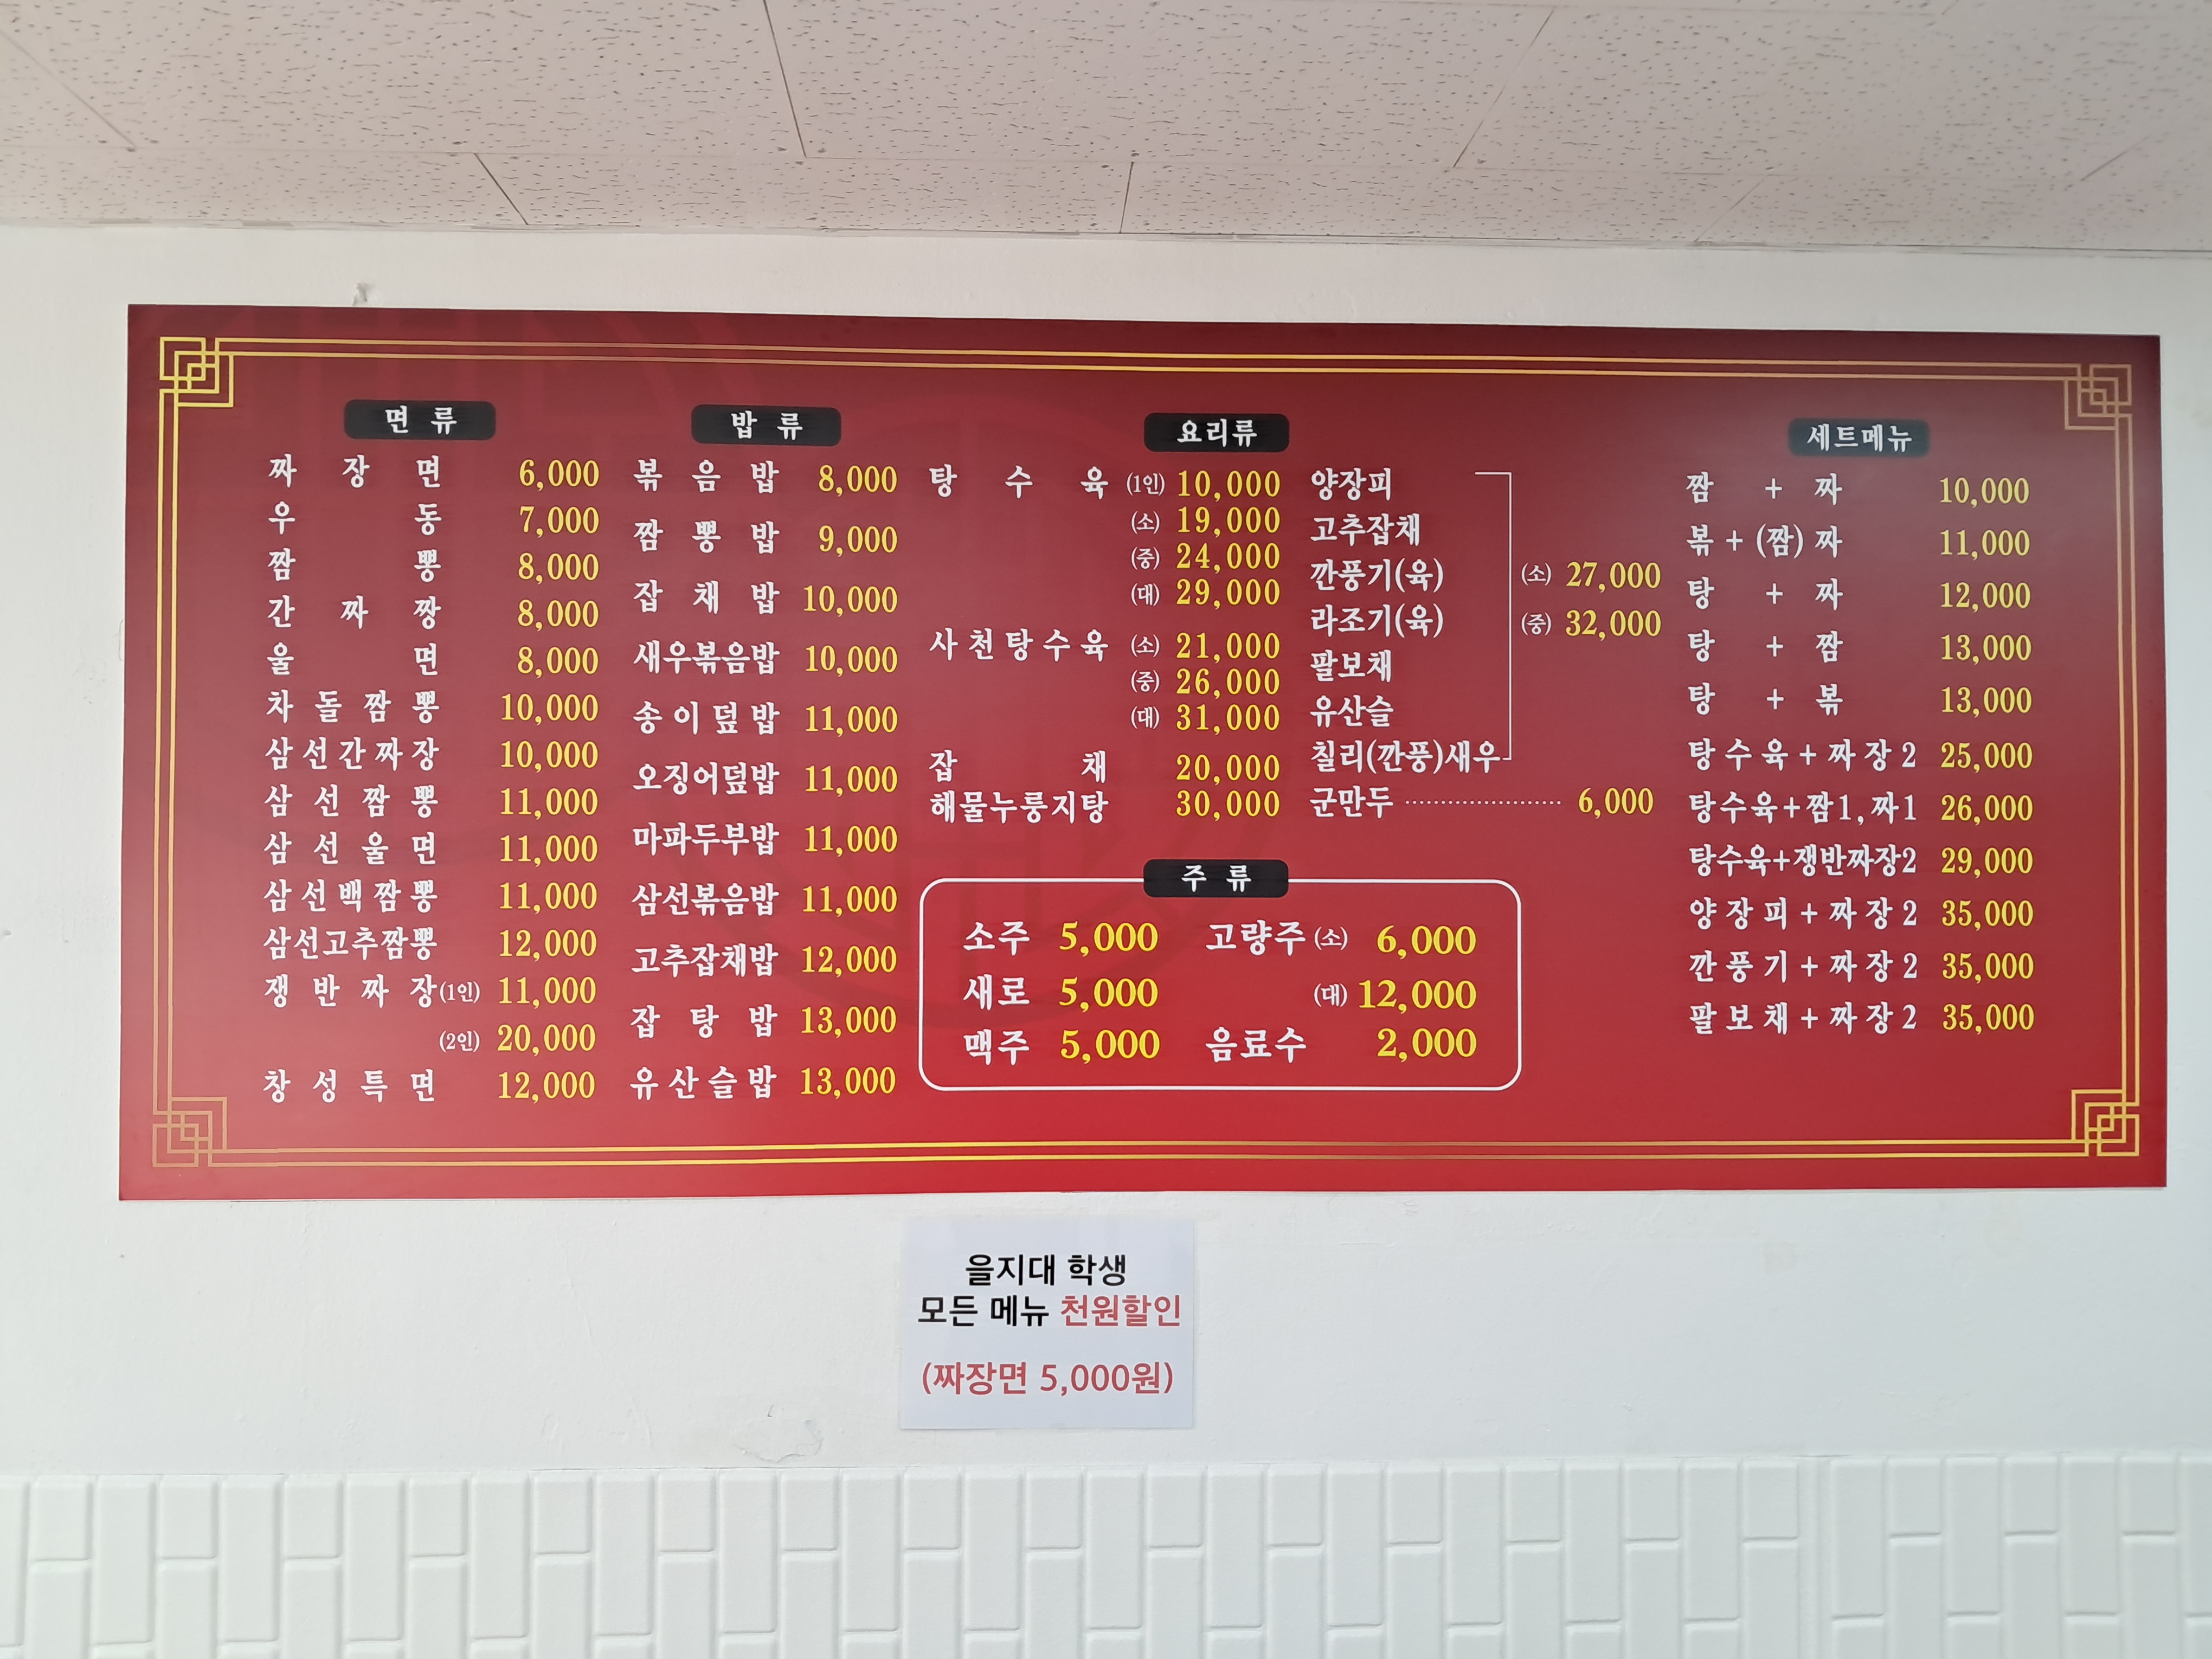 면류
짜장면 6,000
우동 7,000
짬뽕 8,000
간짜장 8,000
울면 8,000
차돌짬뽕 10,000
삼선간짜장 10,000
삼선짬뽕 11,000
삼선울면 11,000
삼선백짬뽕 11,000
삼선고추짬뽕 12,000
쟁반짜장(1인) 11,000
(2인) 20,000
창성특면 12,000
밥류
볶음밥 8,000
짬뽕밥 9,000
잡채밥 10,000
새우볶음밥 10,000
송이덮밥 11,000
오징어덮밥 11,000
마파두부밥 11,000
삼선볶음밥 11,000
고추잡채밥 12,000
잡탕밥 13,000
유산슬밥 13,000
요리류
탕수육 (1인) 10,000
(소) 19,000
(중) 24,000
(대) 29,000
사천탕수육 (소) 21,000
(중) 26,000
(대) 31,000
잡채 20,000
해물누룽지탕 30,000
양장피
고추잡채
깐풍기(육)
라조기(육)
팔보채
유산슬
칠리(깐풍)새우
(소) 27,000
(중) 32,000
군만두 ························ 6,000
주류
소주 5,000
새로 5,000
맥주 5,000
고량주(소) 6,000
(대) 12,000
음료수 2,000
세트메뉴
짬 + 짜 10,000
볶 + (짬) 짜 11,000
탕 + 짜 12,000
탕 + 짬 13,000
탕 + 볶 13,000
탕수육 + 짜장2 25,000
탕수육+짬1, 짜1 26,000
탕수육+쟁반짜장2 29,000
양장피 + 짜장2 35,000
깐풍기 + 짜장2 35,000
팔보채 + 짜장2 35,000
을지대 학생
모든 메뉴 천원할인
(짜장면 5,000원)